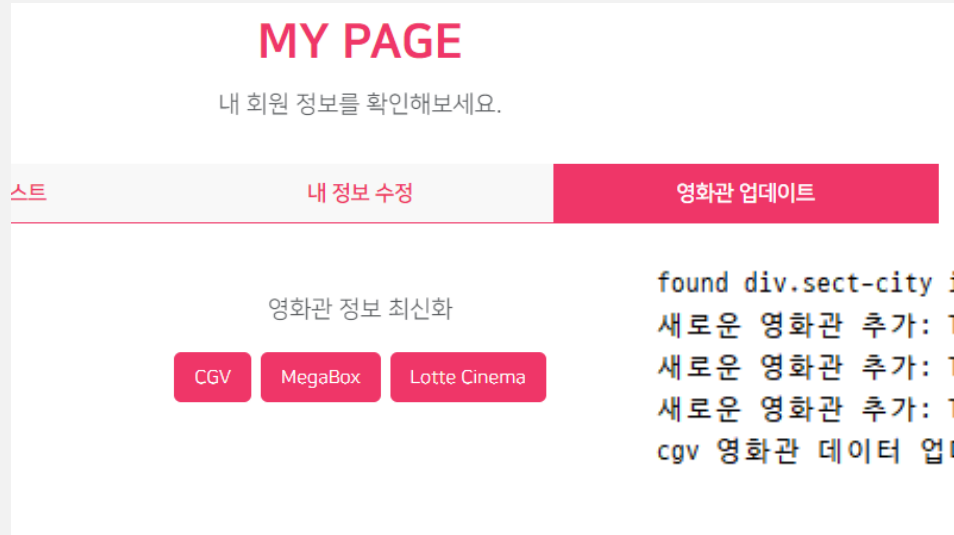 MY PAGE
내 회원 정보를 확인해보세요.
스트 내 정보 수정 영화관 업데이트
영화관 정보 최신화
CGV MegaBox Lotte Cinema
found div.sect-city
새로운 영화관 추가:
새로운 영화관 추가:
새로운 영화관 추가:
cgv 영화관 데이터